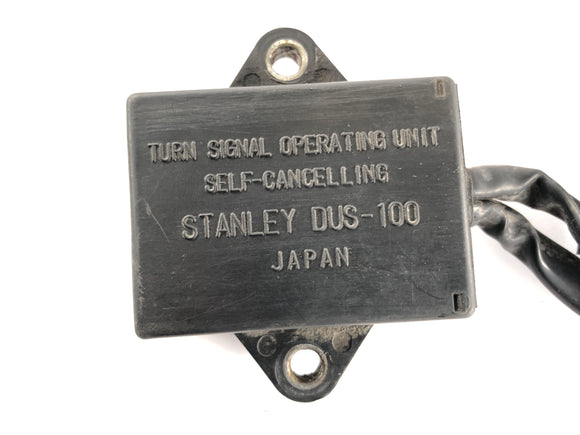 TURN SIGNAL OPERATING UNIT
SELF-CANCELLING
STANLEY DUS-100
JAPAN